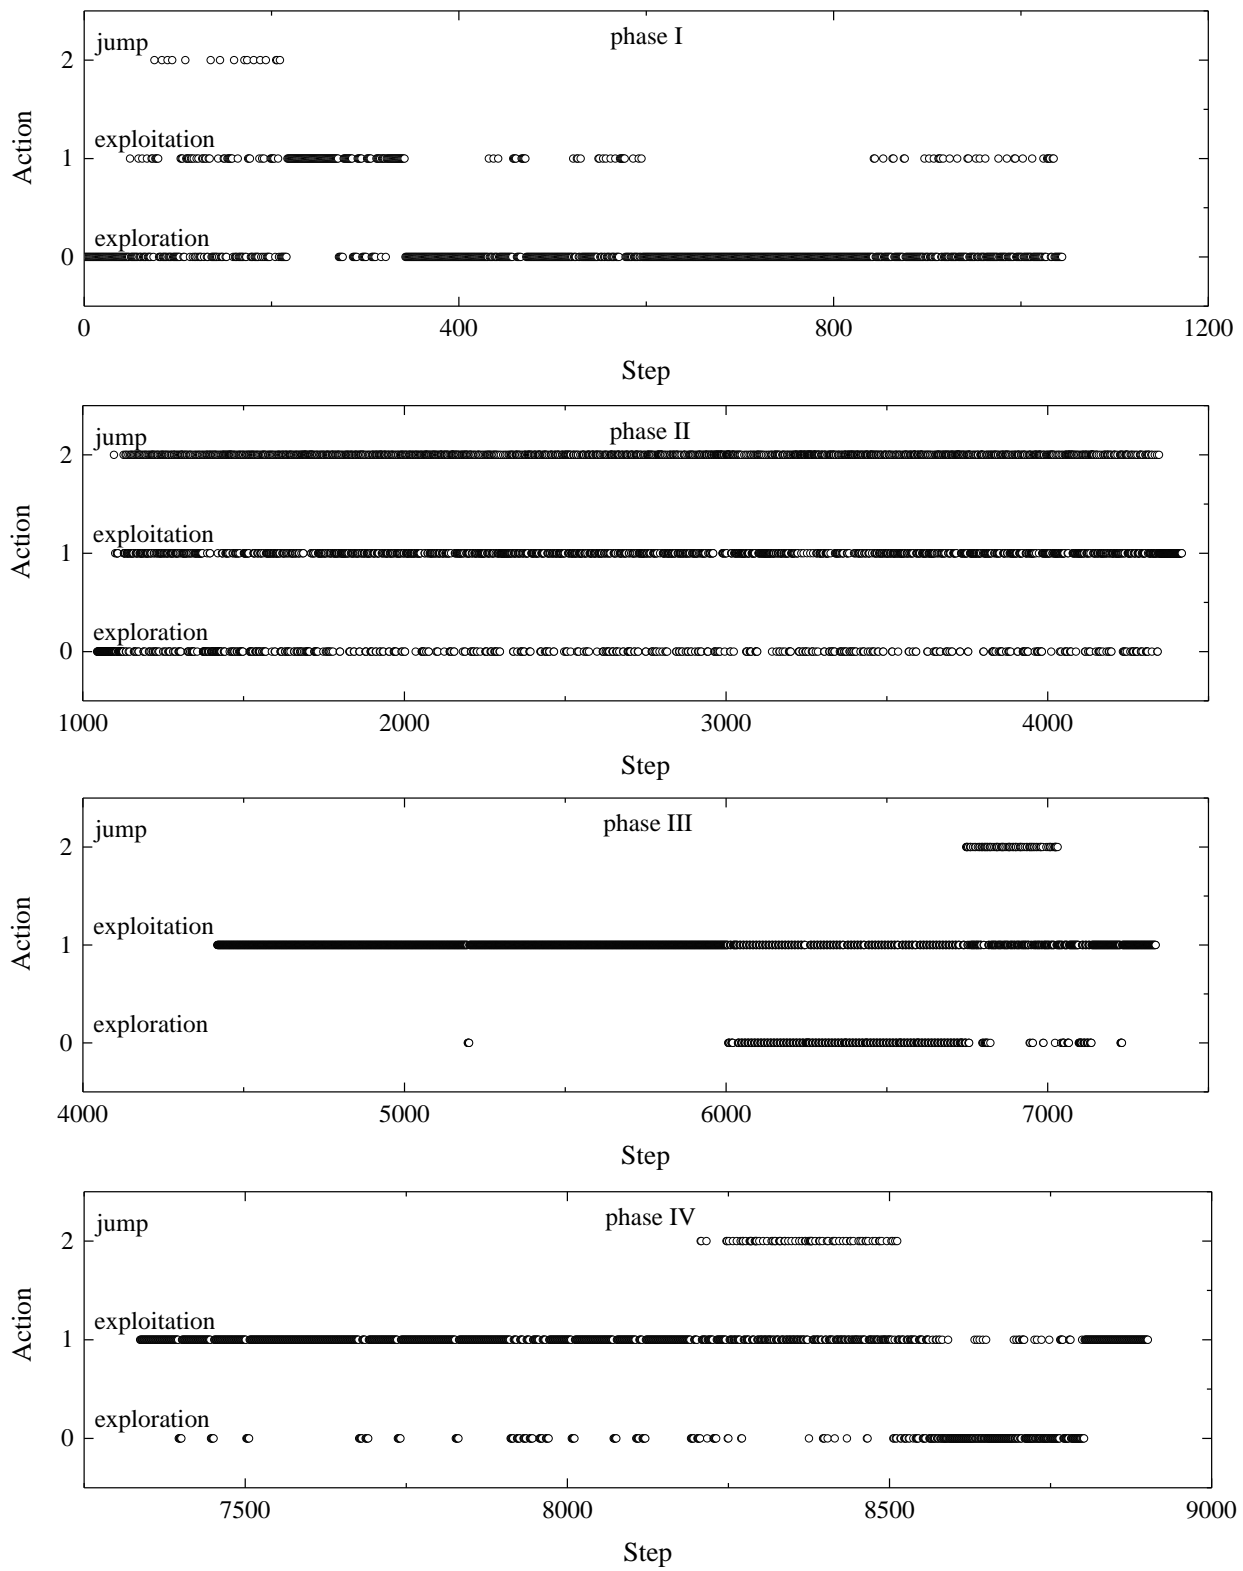 jump
phase I
2
exploitation
1
Action
exploration
0
0 400 800 1200
Step
jump
phase II
2
exploitation
1
Action
exploration
0
1000 2000 3000 4000
Step
jump
phase III
2
exploitation
1
Action
exploration
0
4000 5000 6000 7000
Step
jump
phase IV
2
exploitation
1
Action
exploration
0
7500 8000 8500 9000
Step